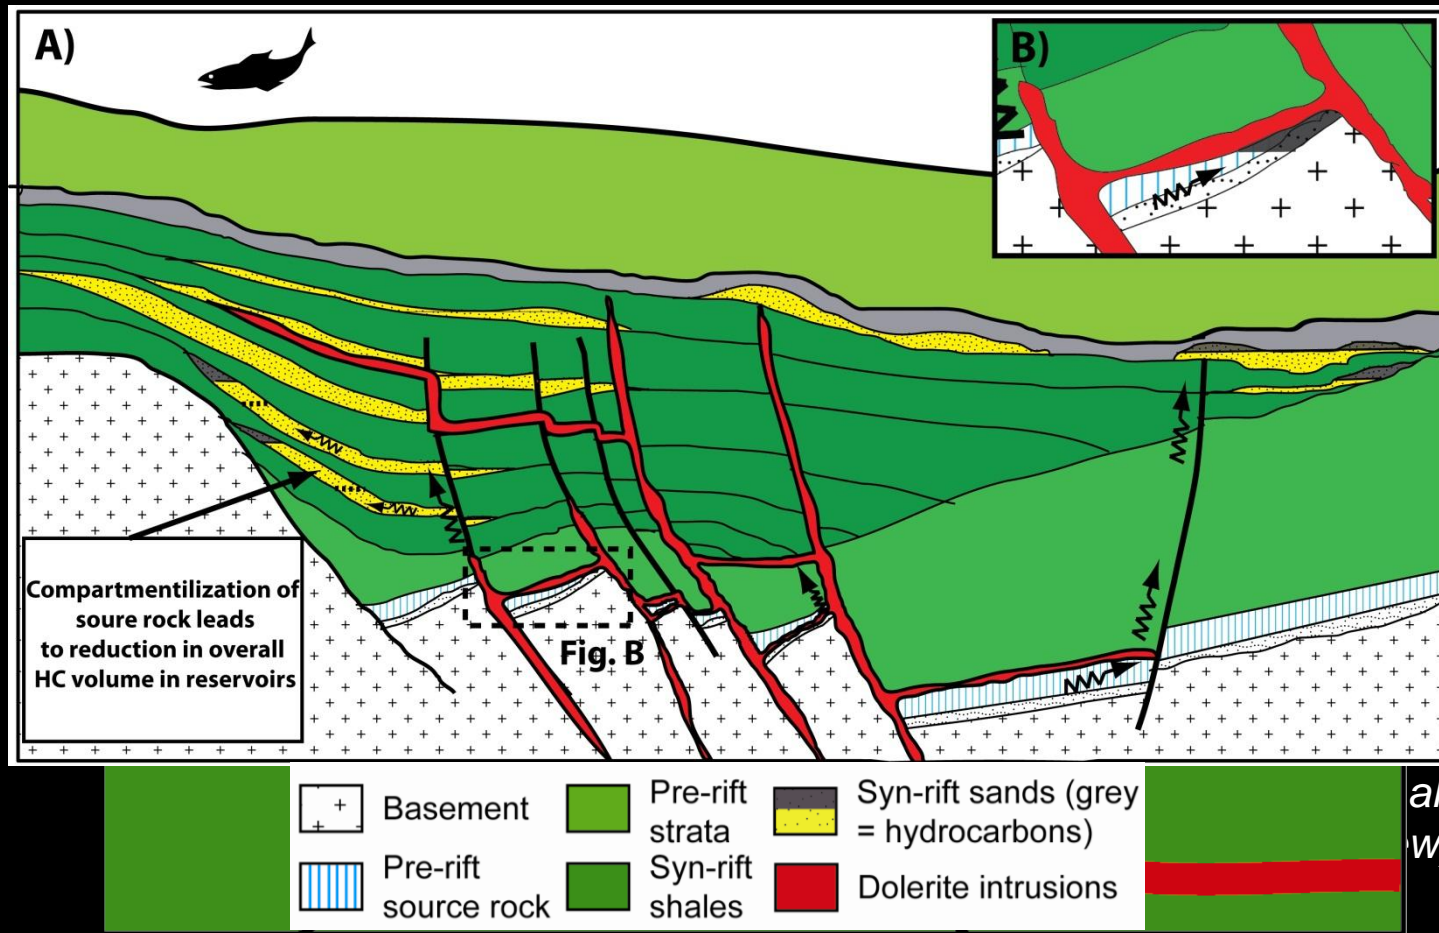 A)
B)
Compartmentilization of
soure rock leads
to reduction in overall
HC volume in reservoirs
Fig. B
Basement
Pre-rift
source rock
Pre-rift
strata
Syn-rift
shales
Syn-rift sands (grey
= hydrocarbons)
Dolerite intrusions